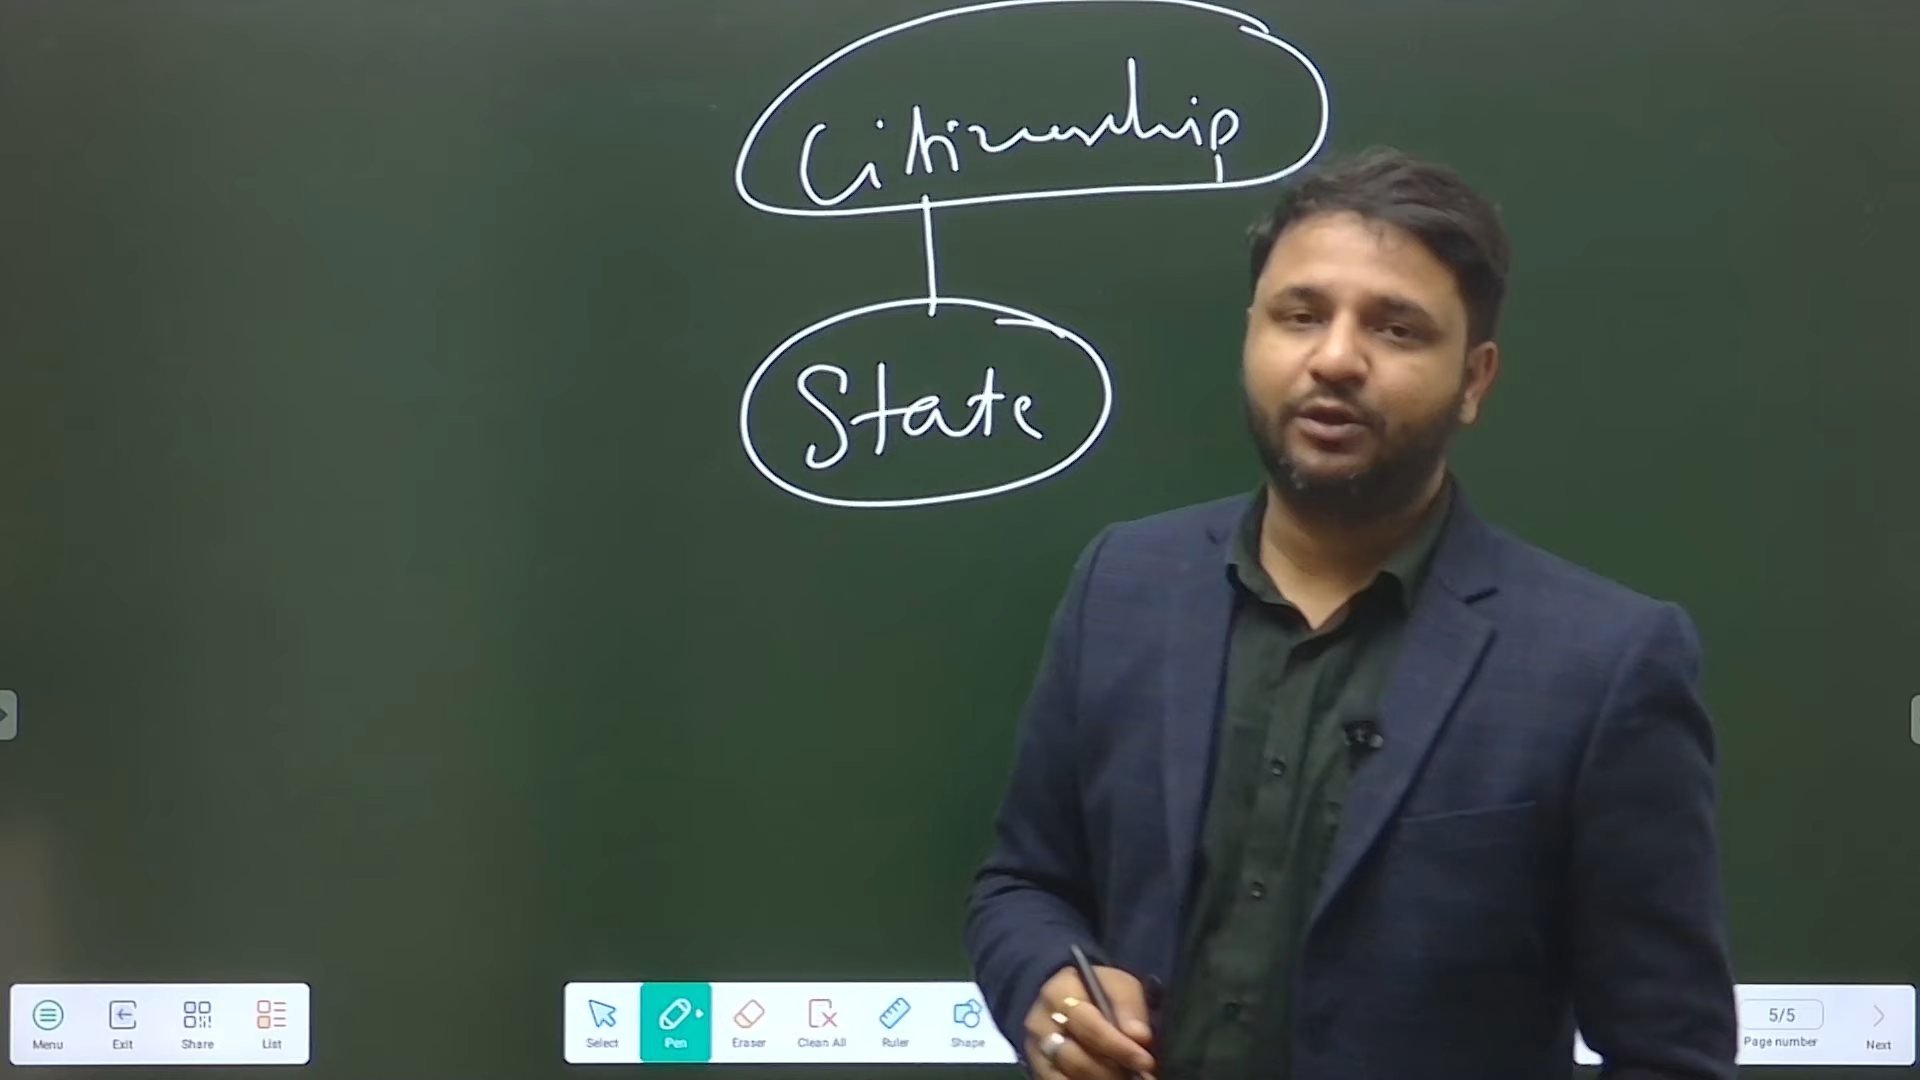 Citizenship
State
Menu
Exit
Share
List
Select
Pen
Eraser
Clean All
Ruler
Shape
5/5
Page number
Next